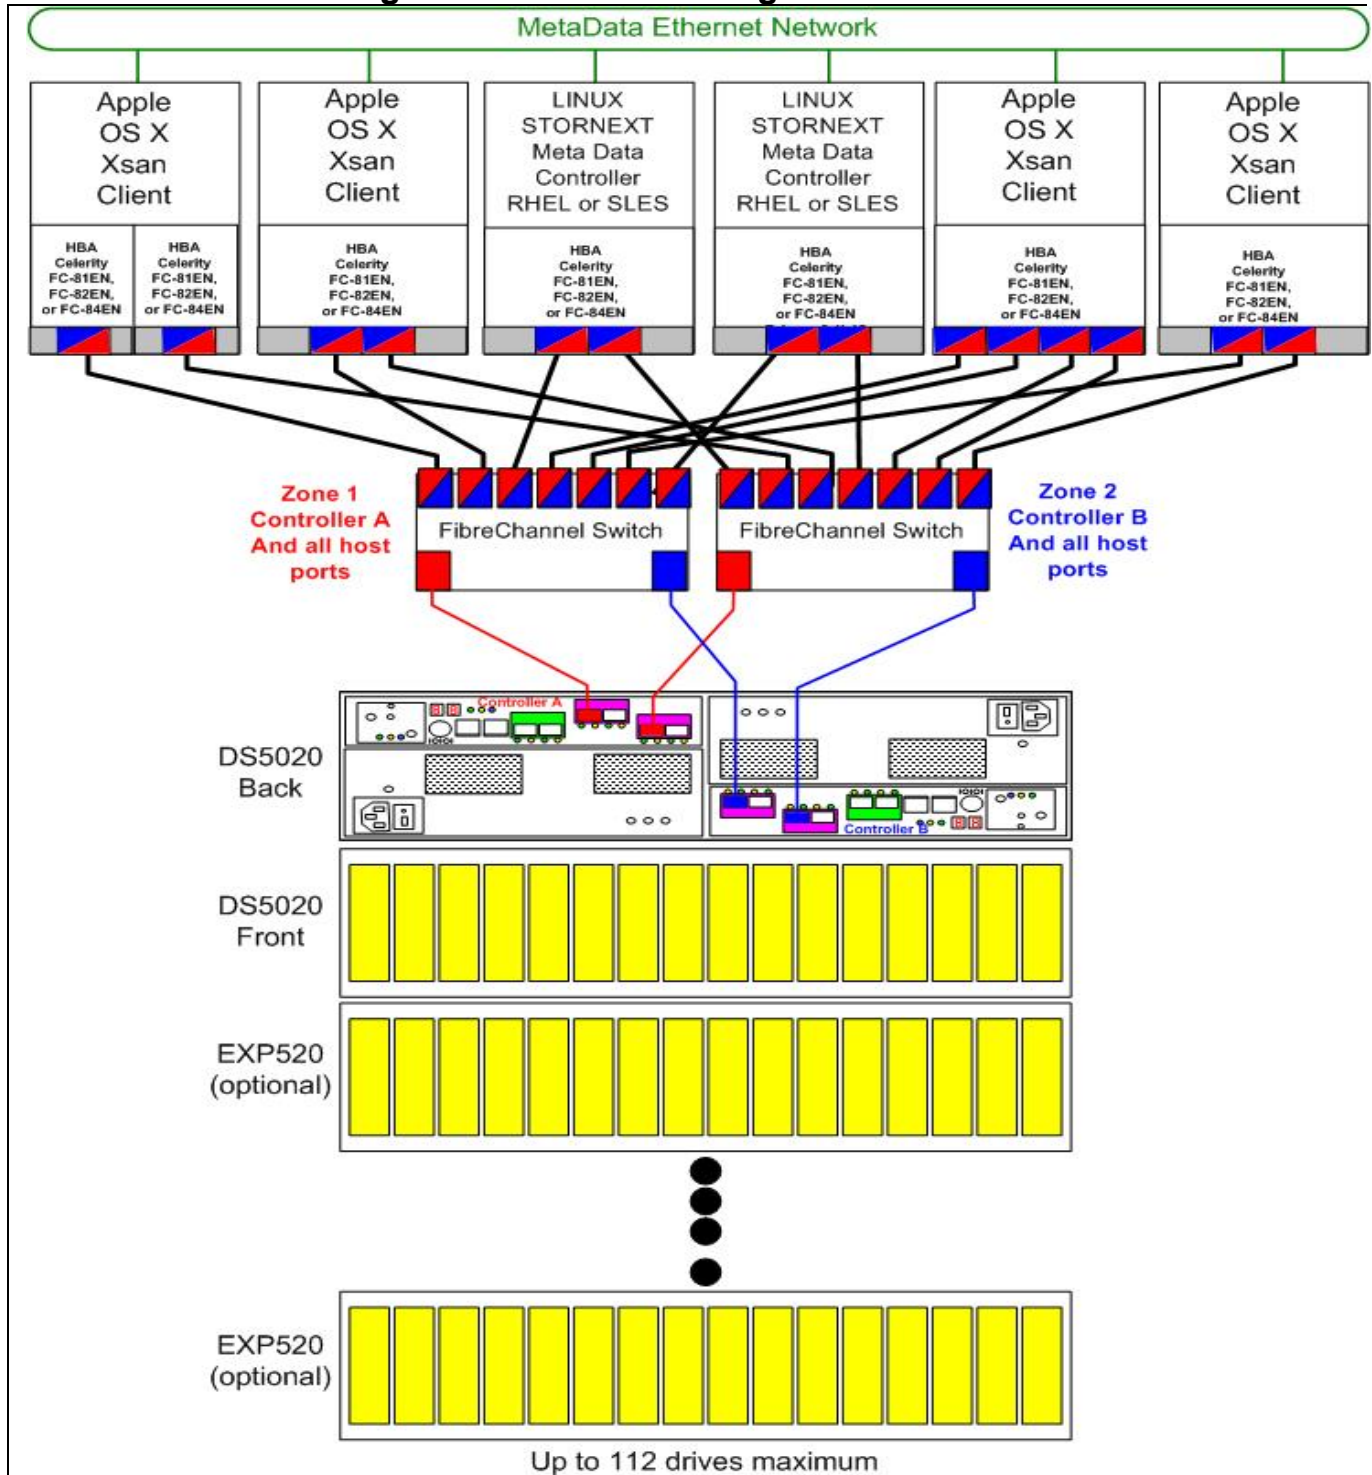 MetaData Ethernet Network
Apple
OS X
Xsan
Client
Apple
OS X
Xsan
Client
LINUX
STORNEXT
Meta Data
Controller
RHEL or SLES
LINUX
STORNEXT
Meta Data
Controller
RHEL or SLES
Apple
OS X
Xsan
Client
Apple
OS X
Xsan
Client
HBA
Celerity
FC-81EN,
FC-82EN,
or FC-84EN
HBA
Celerity
FC-81EN,
FC-82EN,
or FC-84EN
HBA
Celerity
FC-81EN,
FC-82EN,
or FC-84EN
HBA
Celerity
FC-81EN,
FC-82EN,
or FC-84EN
HBA
Celerity
FC-81EN,
FC-82EN,
or FC-84EN
HBA
Celerity
FC-81EN,
FC-82EN,
or FC-84EN
HBA
Celerity
FC-81EN,
FC-82EN,
or FC-84EN
Zone 1
Controller A
And all host
ports
FibreChannel Switch
FibreChannel Switch
Zone 2
Controller B
And all host
ports
DS5020
Back
Controller A
Controller B
DS5020
Front
EXP520
(optional)
EXP520
(optional)
Up to 112 drives maximum